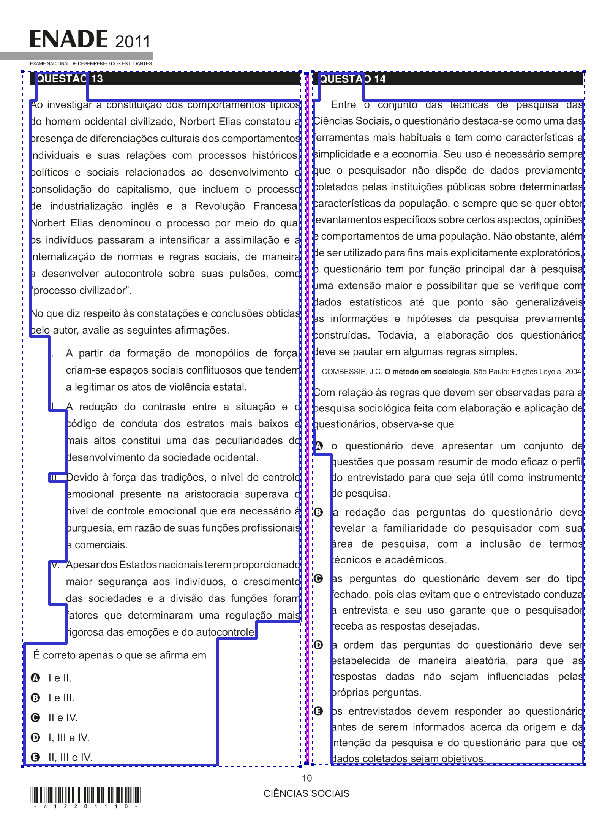 ENADE 2011
EXAME NACIONAL DE DESEMPENHO DOS ESTUDANTES
QUESTÃO 13
Ao investigar a constituição dos comportamentos típicos
do homem ocidental civilizado, Norbert Elias constatou a
presença de diferenciações culturais dos comportamentos
individuais e suas relações com processos históricos,
políticos e sociais relacionados ao desenvolvimento e
consolidação do capitalismo, que incluem o processo
de industrialização inglês e a Revolução Francesa.
Norbert Elias denominou o processo por meio do qual
os indivíduos passaram a intensificar a assimilação e a
internalização de normas e regras sociais, de maneira
a desenvolver autocontrole sobre suas pulsões, como
“processo civilizador”.
No que diz respeito às constatações e conclusões obtidas
pelo autor, avalie as seguintes afirmações.
I. A partir da formação de monopólios de força,
criam-se espaços sociais conflituosos que tendem
a legitimar os atos de violência estatal.
II. A redução do contraste entre a situação e o
código de conduta dos estratos mais baixos e
mais altos constitui uma das peculiaridades do
desenvolvimento da sociedade ocidental.
III. Devido à força das tradições, o nível de controle
emocional presente na aristocracia superava o
nível de controle emocional que era necessário à
burguesia, em razão de suas funções profissionais
e comerciais.
IV. Apesar dos Estados nacionais terem proporcionado
maior segurança aos indivíduos, o crescimento
das sociedades e a divisão das funções foram
fatores que determinaram uma regulação mais
rigorosa das emoções e do autocontrole.
É correto apenas o que se afirma em
A I e II.
B I e III.
C II e IV.
D I, III e IV.
E II, III e IV.
QUESTÃO 14
Entre o conjunto das técnicas de pesquisa das
Ciências Sociais, o questionário destaca-se como uma das
ferramentas mais habituais e tem como características a
simplicidade e a economia. Seu uso é necessário sempre
que o pesquisador não dispõe de dados previamente
coletados pelas instituições públicas sobre determinadas
características da população, e sempre que se quer obter
levantamentos específicos sobre certos aspectos, opiniões
e comportamentos de uma população. Não obstante, além
de ser utilizado para fins mais explicitamente exploratórios,
o questionário tem por função principal dar à pesquisa
uma extensão maior e possibilitar que se verifique com
dados estatísticos até que ponto são generalizáveis
as informações e hipóteses da pesquisa previamente
construídas. Todavia, a elaboração dos questionários
deve se pautar em algumas regras simples.
COMBESSIE, J.C. O método em sociologia. São Paulo: Edições Loyola, 2004.
Com relação às regras que devem ser observadas para a
pesquisa sociológica feita com elaboração e aplicação de
questionários, observa-se que
A o questionário deve apresentar um conjunto de
questões que possam resumir de modo eficaz o perfil
do entrevistado para que seja útil como instrumento
de pesquisa.
B a redação das perguntas do questionário deve
revelar a familiaridade do pesquisador com sua
área de pesquisa, com a inclusão de termos
técnicos e acadêmicos.
C as perguntas do questionário devem ser do tipo
fechado, pois elas evitam que o entrevistado conduza
a entrevista e seu uso garante que o pesquisador
receba as respostas desejadas.
D a ordem das perguntas do questionário deve ser
estabelecida de maneira aleatória, para que as
respostas dadas não sejam influenciadas pelas
próprias perguntas.
E os entrevistados devem responder ao questionário
antes de serem informados acerca da origem e da
intenção da pesquisa e do questionário para que os
dados coletados sejam objetivos.
10
CIÊNCIAS SOCIAIS